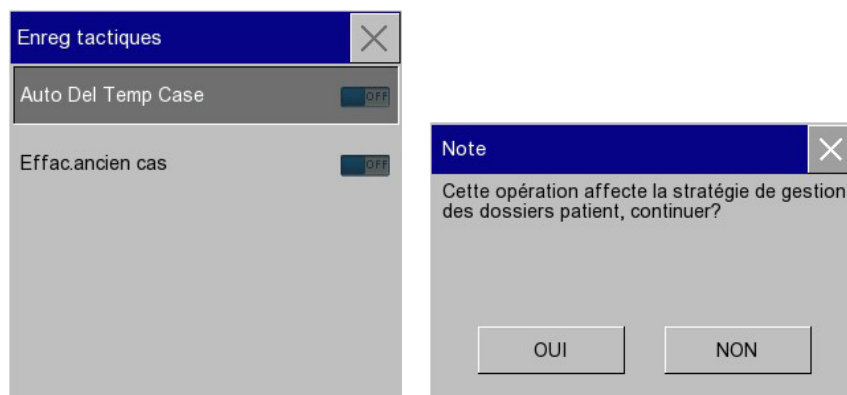 Enreg tactiques
Auto Del Temp Case
OFF
Effac.ancien cas
OFF
Note
Cette opération affecte la stratégie de gestion
des dossiers patient, continuer?
OUI
NON